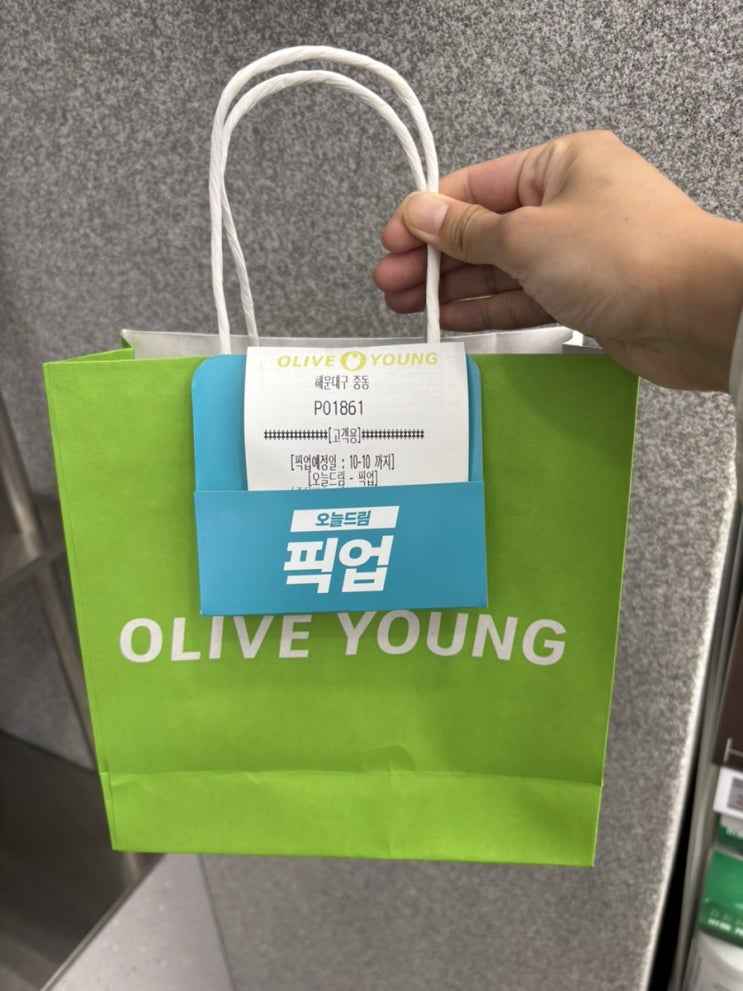 OLIVE YOUNG
해운대구 중동
P01861
[고객용]
[픽업예정일 : 10-10 까지]
[오늘드림 - 픽업]
오늘드림
픽업
OLIVE YOUNG